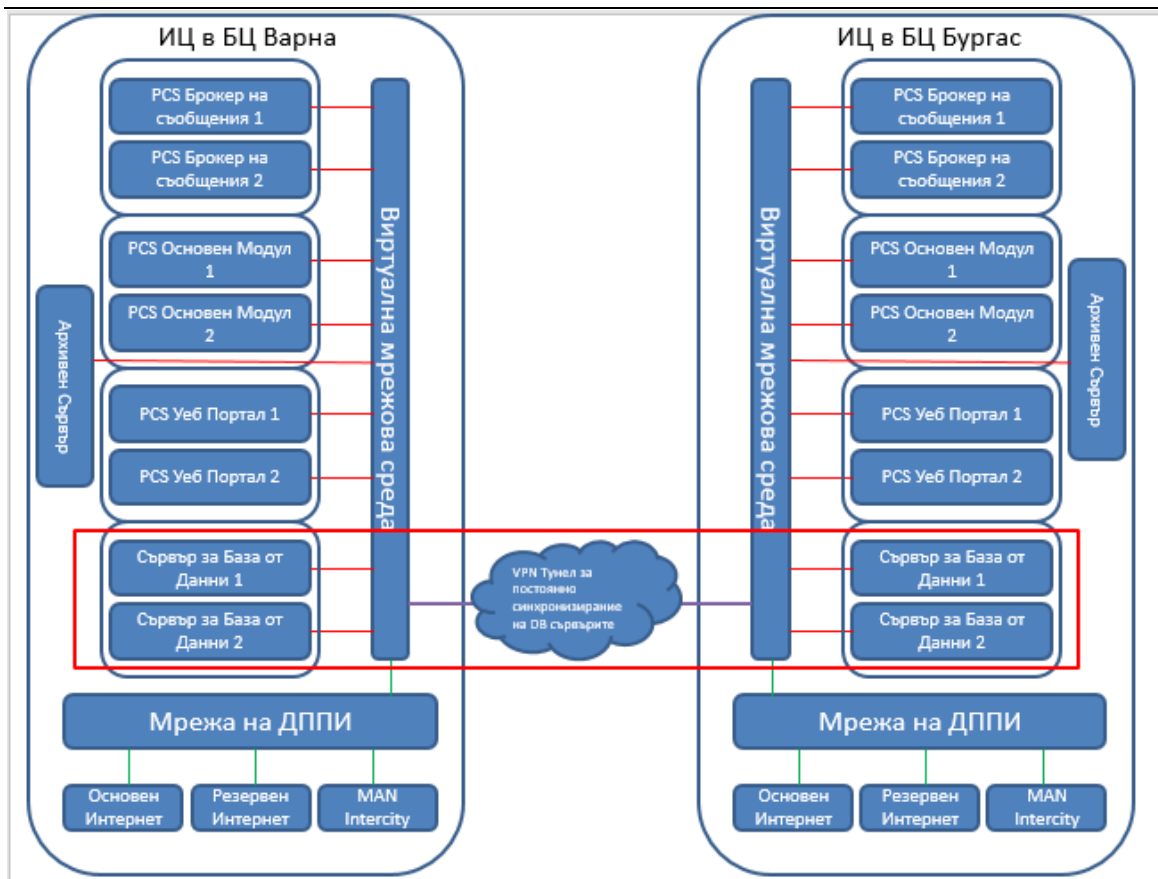 ИЦ в БЦ Варна
PCS Брокер на
съобщения 1
PCS Брокер на
съобщения 2
PCS Основен Модул
1
PCS Основен Модул
2
Архивен Сървър
PCS Уеб Портал 1
PCS Уеб Портал 2
Сървър за База от
Данни 1
Сървър за База от
Данни 2
Виртуална мрежова среда
Мрежа на ДППИ
Основен
Интернет
Резервен
Интернет
MAN
Intercity
VPN Тунел за
постоянно
синхронизиране
на DB сървърите
ИЦ в БЦ Бургас
Виртуална мрежова среда
PCS Брокер на
съобщения 1
PCS Брокер на
съобщения 2
PCS Основен Модул
1
PCS Основен Модул
2
Архивен Сървър
PCS Уеб Портал 1
PCS Уеб Портал 2
Сървър за База от
Данни 1
Сървър за База от
Данни 2
Мрежа на ДППИ
Основен
Интернет
Резервен
Интернет
MAN
Intercity